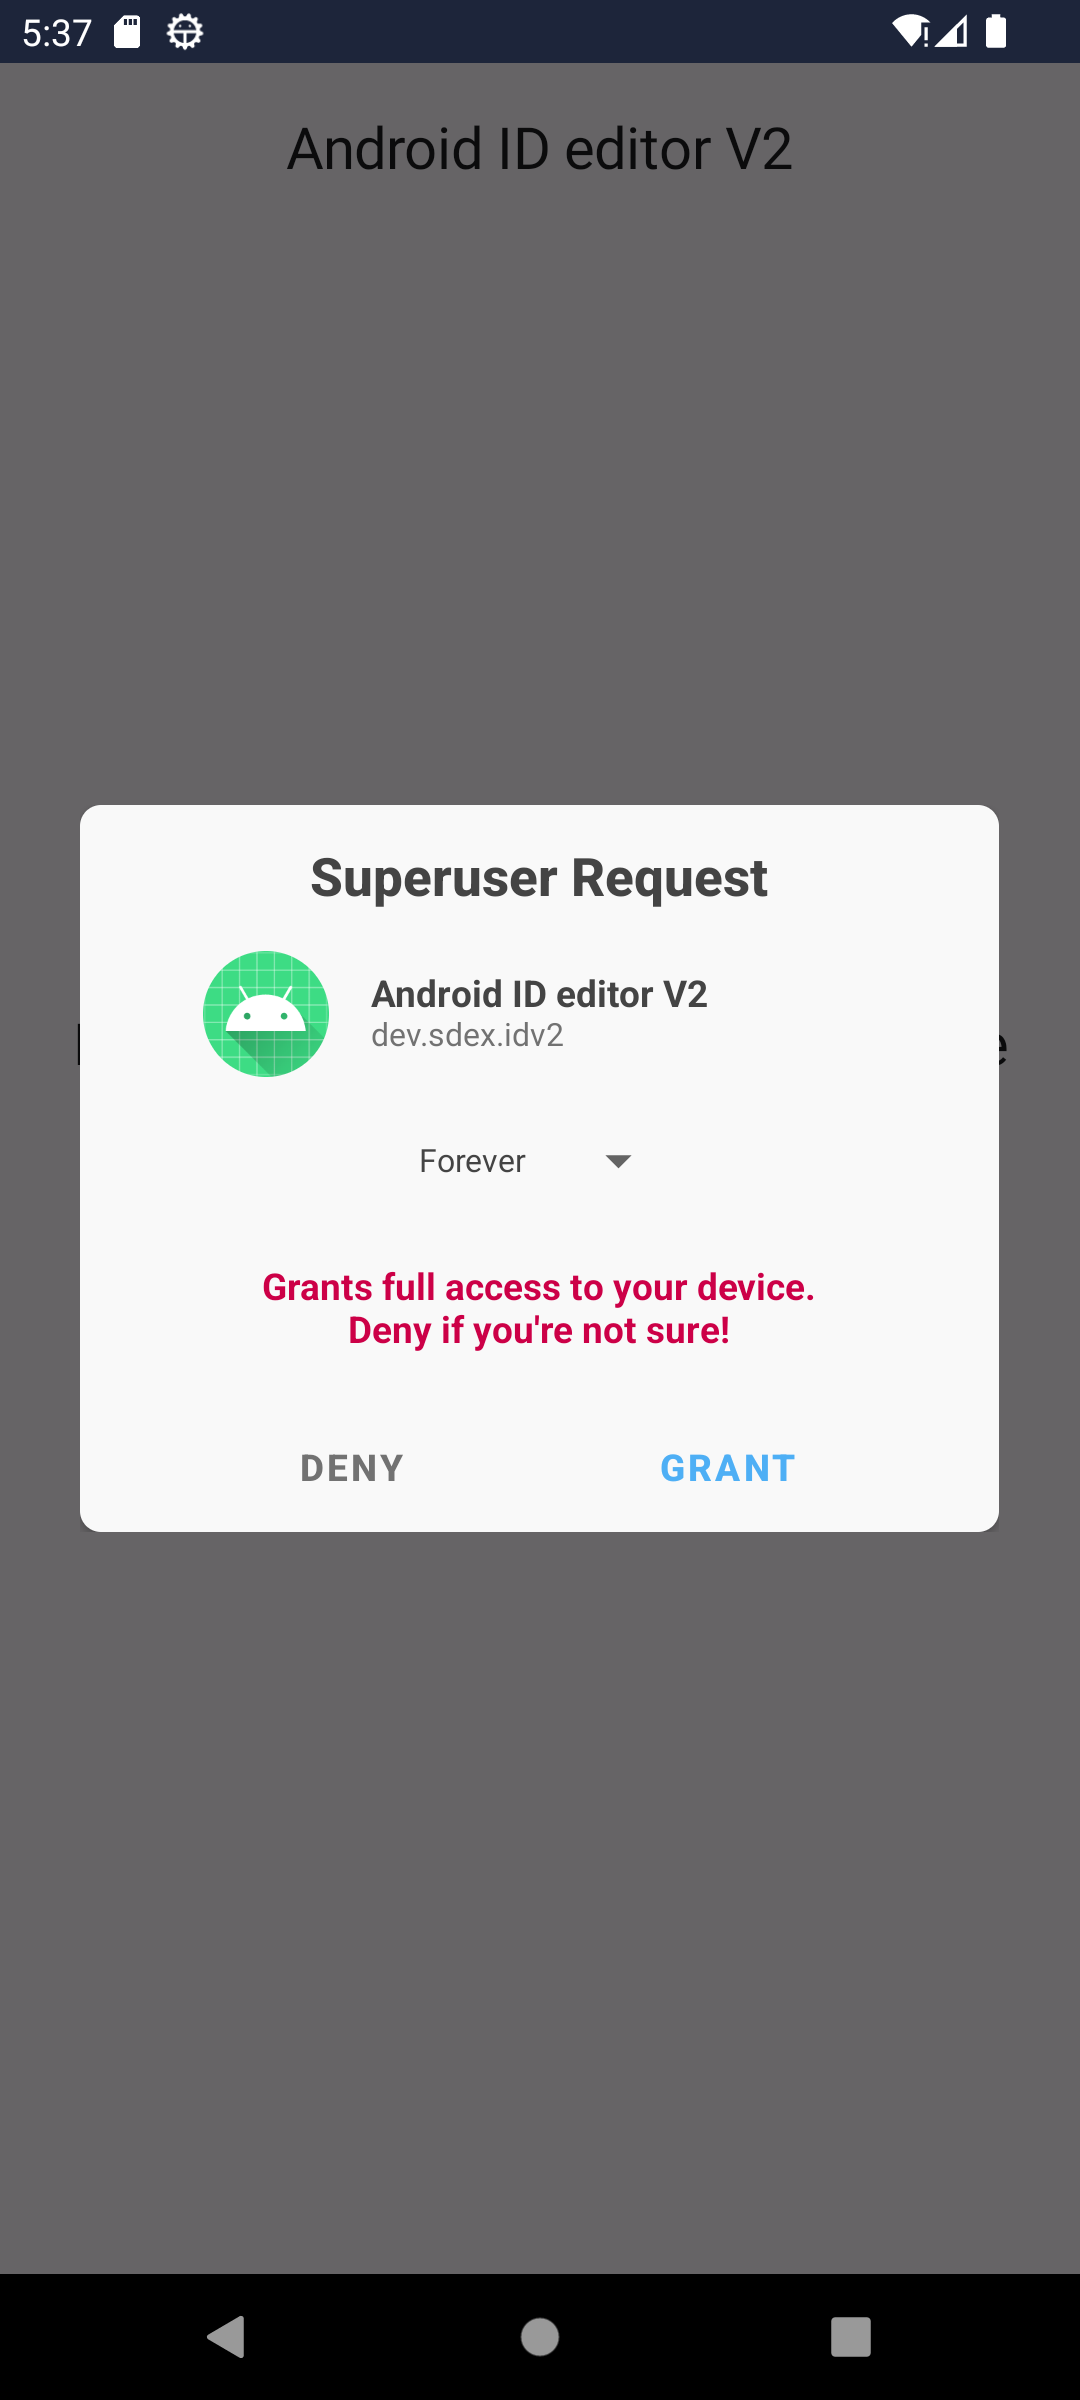 5:37
Android ID editor V2
Superuser Request
Android ID editor V2
dev.sdex.idv2
Forever
Grants full access to your device.
Deny if you're not sure!
DENY GRANT